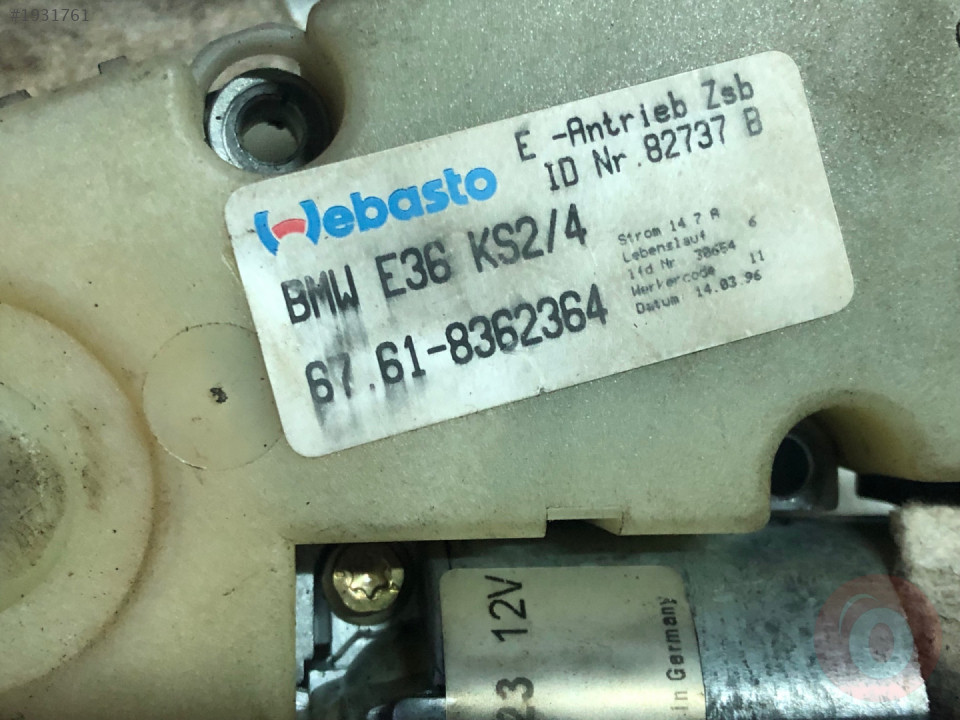 #1931761
Webasto
E -Antrieb Zsb
ID Nr.82737 B
BMW E36 KS2/4
67.61-8362364
Strom 14 7 A 6
Lebenslauf
lfd Nr. 30654
Werkercode 11
Datum 14.03.96
23 12V
in Germany